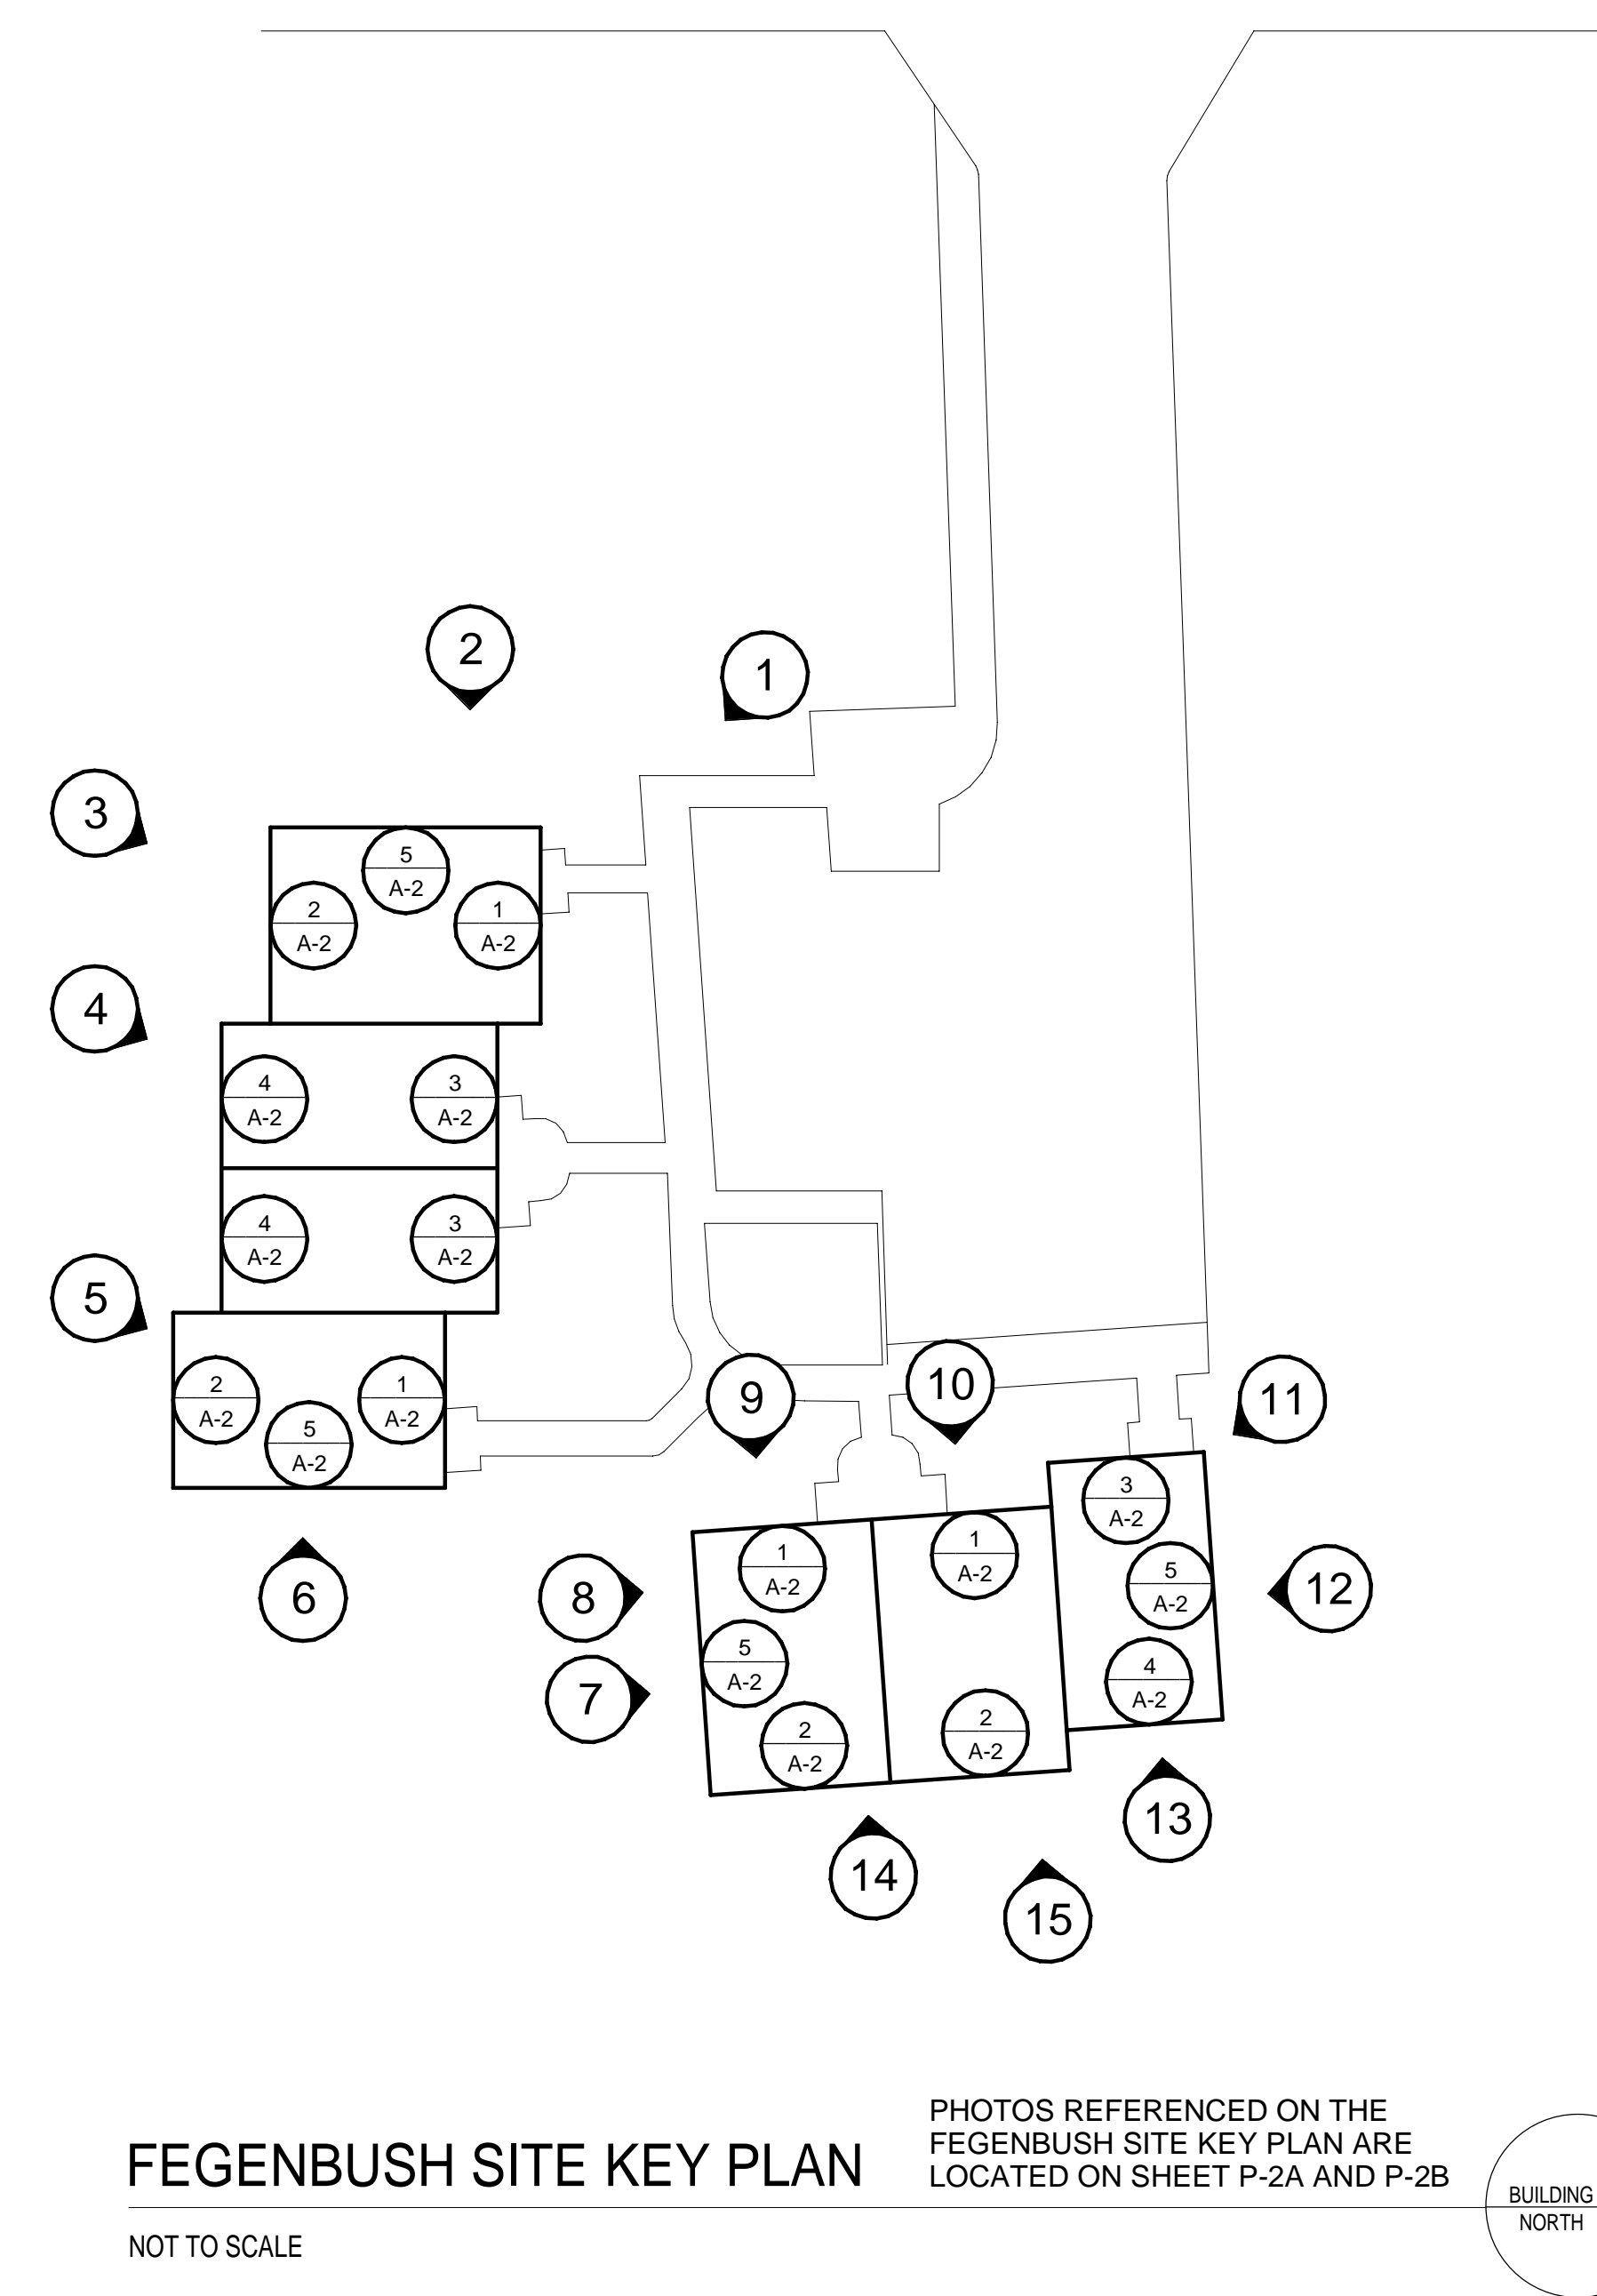 2
1
3
5
A-2
2
A-2
1
A-2
4
4
A-2
3
A-2
4
A-2
3
A-2
5
2
A-2
1
A-2
5
A-2
9
10
11
3
A-2
1
A-2
1
A-2
6
8
5
A-2
12
5
A-2
7
4
A-2
2
A-2
2
A-2
13
14
15
FEGENBUSH SITE KEY PLAN
PHOTOS REFERENCED ON THE
FEGENBUSH SITE KEY PLAN ARE
LOCATED ON SHEET P-2A AND P-2B
NOT TO SCALE
BUILDING
NORTH